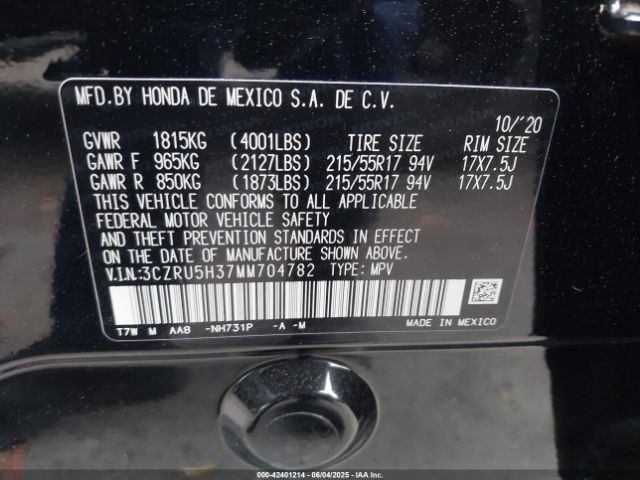 MFD.BY HONDA DE MEXICO S.A. DE C.V.
10/'20
GVWR 1815KG (4001LBS) TIRE SIZE RIM SIZE
GAWR F 965KG (2127LBS) 215/55R17 94V 17X7.5J
GAWR R 850KG (1873LBS) 215/55R17 94V 17X7.5J
THIS VEHICLE CONFORMS TO ALL APPLICABLE
FEDERAL MOTOR VEHICLE SAFETY
AND THEFT PREVENTION STANDARDS IN EFFECT
ON THE DATE OF MANUFACTURE SHOWN ABOVE.
V.I.N.:3CZRU5H37MM704782 TYPE: MPV
T7W M AA8 -NH731P -A -M
MADE IN MEXICO
000-42401214 - 06/04/2025 - IAAI.COM